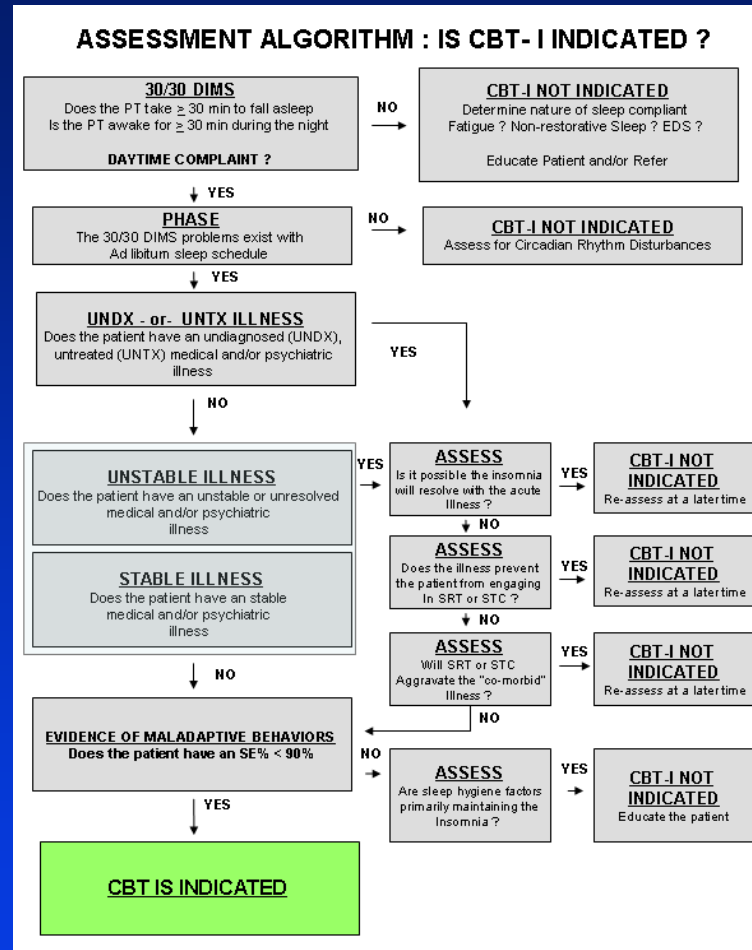 ASSESSMENT ALGORITHM : IS CBT- I INDICATED ?
30/30 DIMS
Does the PT take ≥ 30 min to fall asleep
Is the PT awake for ≥ 30 min during the night
DAYTIME COMPLAINT ?
NO
CBT-I NOT INDICATED
Determine nature of sleep compliant
Fatigue ? Non-restorative Sleep ? EDS ?
Educate Patient and/or Refer
YES
PHASE
The 30/30 DIMS problems exist with
Ad libitum sleep schedule
NO
CBT-I NOT INDICATED
Assess for Circadian Rhythm Disturbances
YES
UNDX - or- UNTX ILLNESS
Does the patient have an undiagnosed (UNDX),
untreated (UNTX) medical and/or psychiatric
illness
YES
NO
UNSTABLE ILLNESS
Does the patient have an unstable or unresolved
medical and/or psychiatric
illness
STABLE ILLNESS
Does the patient have an stable
medical and/or psychiatric
illness
YES
ASSESS
Is it possible the insomnia
will resolve with the acute
Illness ?
YES
CBT-I NOT
INDICATED
Re-assess at a later time
NO
ASSESS
Does the illness prevent
the patient from engaging
In SRT or STC ?
YES
CBT-I NOT
INDICATED
Re-assess at a later time
NO
ASSESS
Will SRT or STC
Aggravate the "co-morbid"
Illness ?
YES
CBT-I NOT
INDICATED
Re-assess at a later time
NO
NO
EVIDENCE OF MALADAPTIVE BEHAVIORS
Does the patient have an SE% < 90%
NO
ASSESS
Are sleep hygiene factors
primarily maintaining the
Insomnia ?
YES
CBT-I NOT
INDICATED
Educate the patient
YES
CBT IS INDICATED